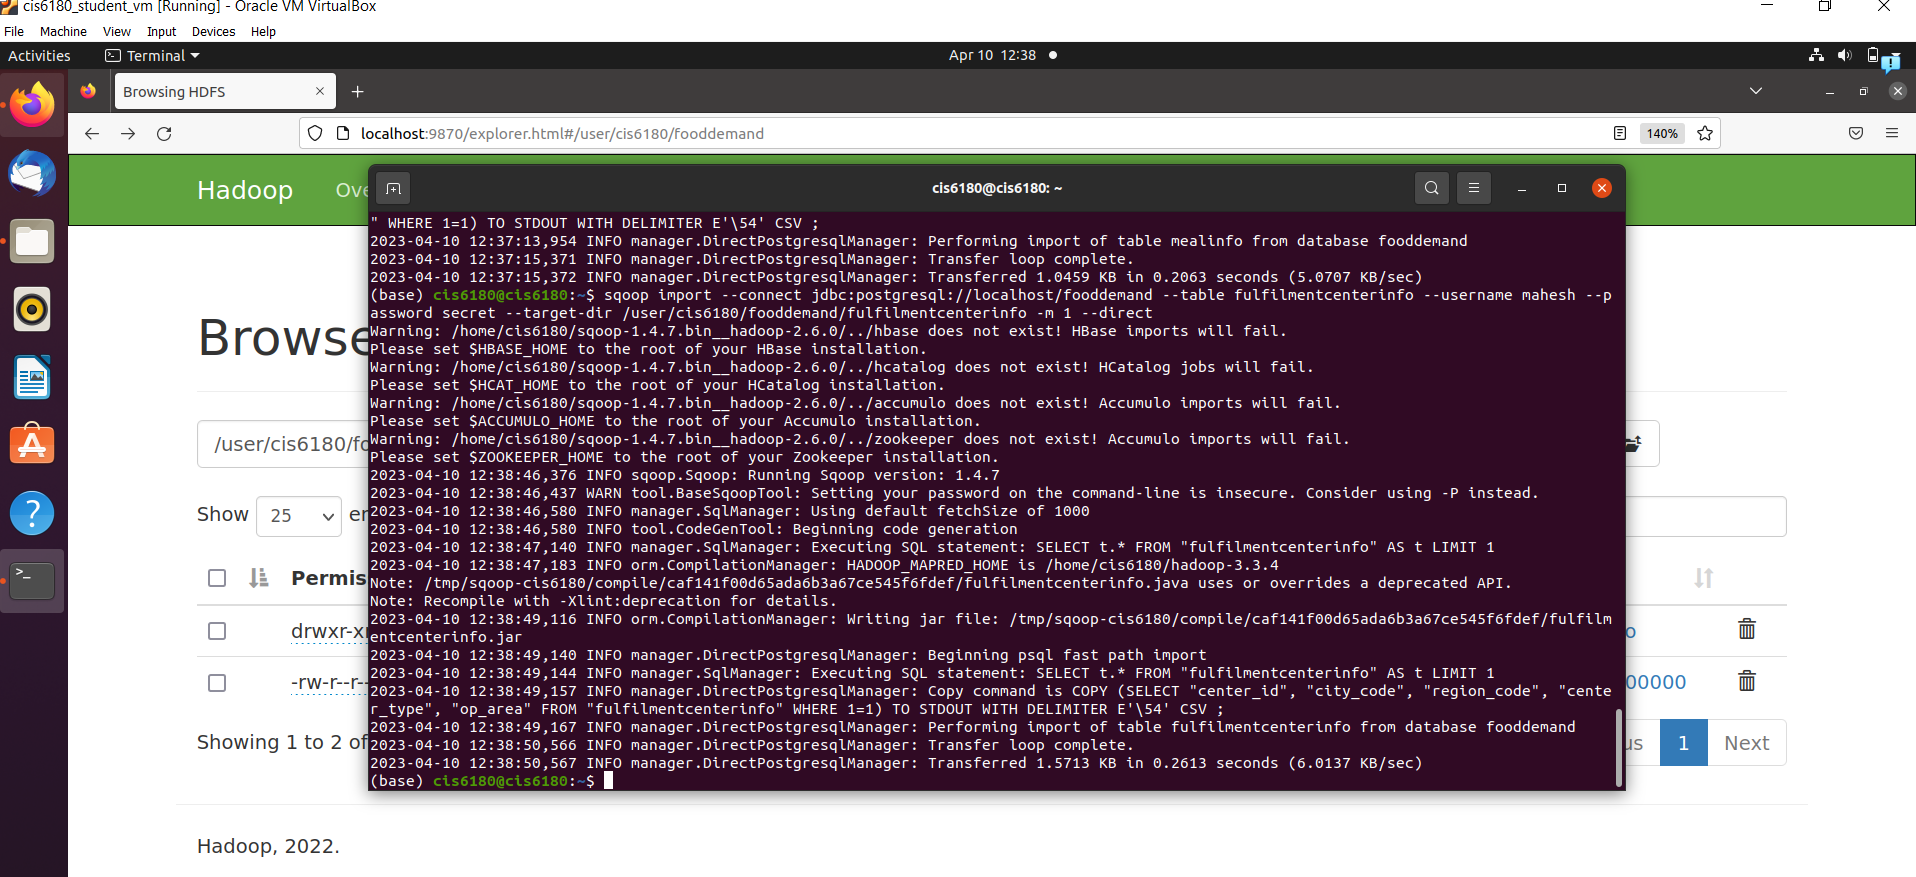 cis6180_student_vm [Running] - Oracle VM VirtualBox
File Machine View Input Devices Help
Activities Terminal Apr 10 12:38
Browsing HDFS
localhost:9870/explorer.html#/user/cis6180/fooddemand 140%
Hadoop Ove
cis6180@cis6180: ~
" WHERE 1=1) TO STDOUT WITH DELIMITER E'\54' CSV ;
2023-04-10 12:37:13,954 INFO manager.DirectPostgresqlManager: Performing import of table mealinfo from database fooddemand
2023-04-10 12:37:15,371 INFO manager.DirectPostgresqlManager: Transfer loop complete.
2023-04-10 12:37:15,372 INFO manager.DirectPostgresqlManager: Transferred 1.0459 KB in 0.2063 seconds (5.0707 KB/sec)
(base) cis6180@cis6180:~$ sqoop import --connect jdbc:postgresql://localhost/fooddemand --table fulfilmentcenterinfo --username mahesh --p
assword secret --target-dir /user/cis6180/fooddemand/fulfilmentcenterinfo -m 1 --direct
Warning: /home/cis6180/sqoop-1.4.7.bin__hadoop-2.6.0/../hbase does not exist! HBase imports will fail.
Please set $HBASE_HOME to the root of your HBase installation.
Warning: /home/cis6180/sqoop-1.4.7.bin__hadoop-2.6.0/../hcatalog does not exist! HCatalog jobs will fail.
Please set $HCAT_HOME to the root of your HCatalog installation.
Warning: /home/cis6180/sqoop-1.4.7.bin__hadoop-2.6.0/../accumulo does not exist! Accumulo imports will fail.
Please set $ACCUMULO_HOME to the root of your Accumulo installation.
Warning: /home/cis6180/sqoop-1.4.7.bin__hadoop-2.6.0/../zookeeper does not exist! Accumulo imports will fail.
Please set $ZOOKEEPER_HOME to the root of your Zookeeper installation.
2023-04-10 12:38:46,376 INFO sqoop.Sqoop: Running Sqoop version: 1.4.7
2023-04-10 12:38:46,437 WARN tool.BaseSqoopTool: Setting your password on the command-line is insecure. Consider using -P instead.
2023-04-10 12:38:46,580 INFO manager.SqlManager: Using default fetchSize of 1000
2023-04-10 12:38:46,580 INFO tool.CodeGenTool: Beginning code generation
2023-04-10 12:38:47,140 INFO manager.SqlManager: Executing SQL statement: SELECT t.* FROM "fulfilmentcenterinfo" AS t LIMIT 1
2023-04-10 12:38:47,183 INFO orm.CompilationManager: HADOOP_MAPRED_HOME is /home/cis6180/hadoop-3.3.4
Note: /tmp/sqoop-cis6180/compile/caf141f00d65ada6b3a67ce545f6fdef/fulfilmentcenterinfo.java uses or overrides a deprecated API.
Note: Recompile with -Xlint:deprecation for details.
2023-04-10 12:38:49,116 INFO orm.CompilationManager: Writing jar file: /tmp/sqoop-cis6180/compile/caf141f00d65ada6b3a67ce545f6fdef/fulfilm
entcenterinfo.jar
2023-04-10 12:38:49,140 INFO manager.DirectPostgresqlManager: Beginning psql fast path import
2023-04-10 12:38:49,144 INFO manager.SqlManager: Executing SQL statement: SELECT t.* FROM "fulfilmentcenterinfo" AS t LIMIT 1
2023-04-10 12:38:49,157 INFO manager.DirectPostgresqlManager: Copy command is COPY (SELECT "center_id", "city_code", "region_code", "cente
r_type", "op_area" FROM "fulfilmentcenterinfo" WHERE 1=1) TO STDOUT WITH DELIMITER E'\54' CSV ;
2023-04-10 12:38:49,167 INFO manager.DirectPostgresqlManager: Performing import of table fulfilmentcenterinfo from database fooddemand
2023-04-10 12:38:50,566 INFO manager.DirectPostgresqlManager: Transfer loop complete.
2023-04-10 12:38:50,567 INFO manager.DirectPostgresqlManager: Transferred 1.5713 KB in 0.2613 seconds (6.0137 KB/sec)
(base) cis6180@cis6180:~$
Browse
/user/cis6180/fo
Show 25 en
Permis
drwxr-xr o
-rw-r--r-- 00000
Showing 1 to 2 of us 1 Next
Hadoop, 2022.